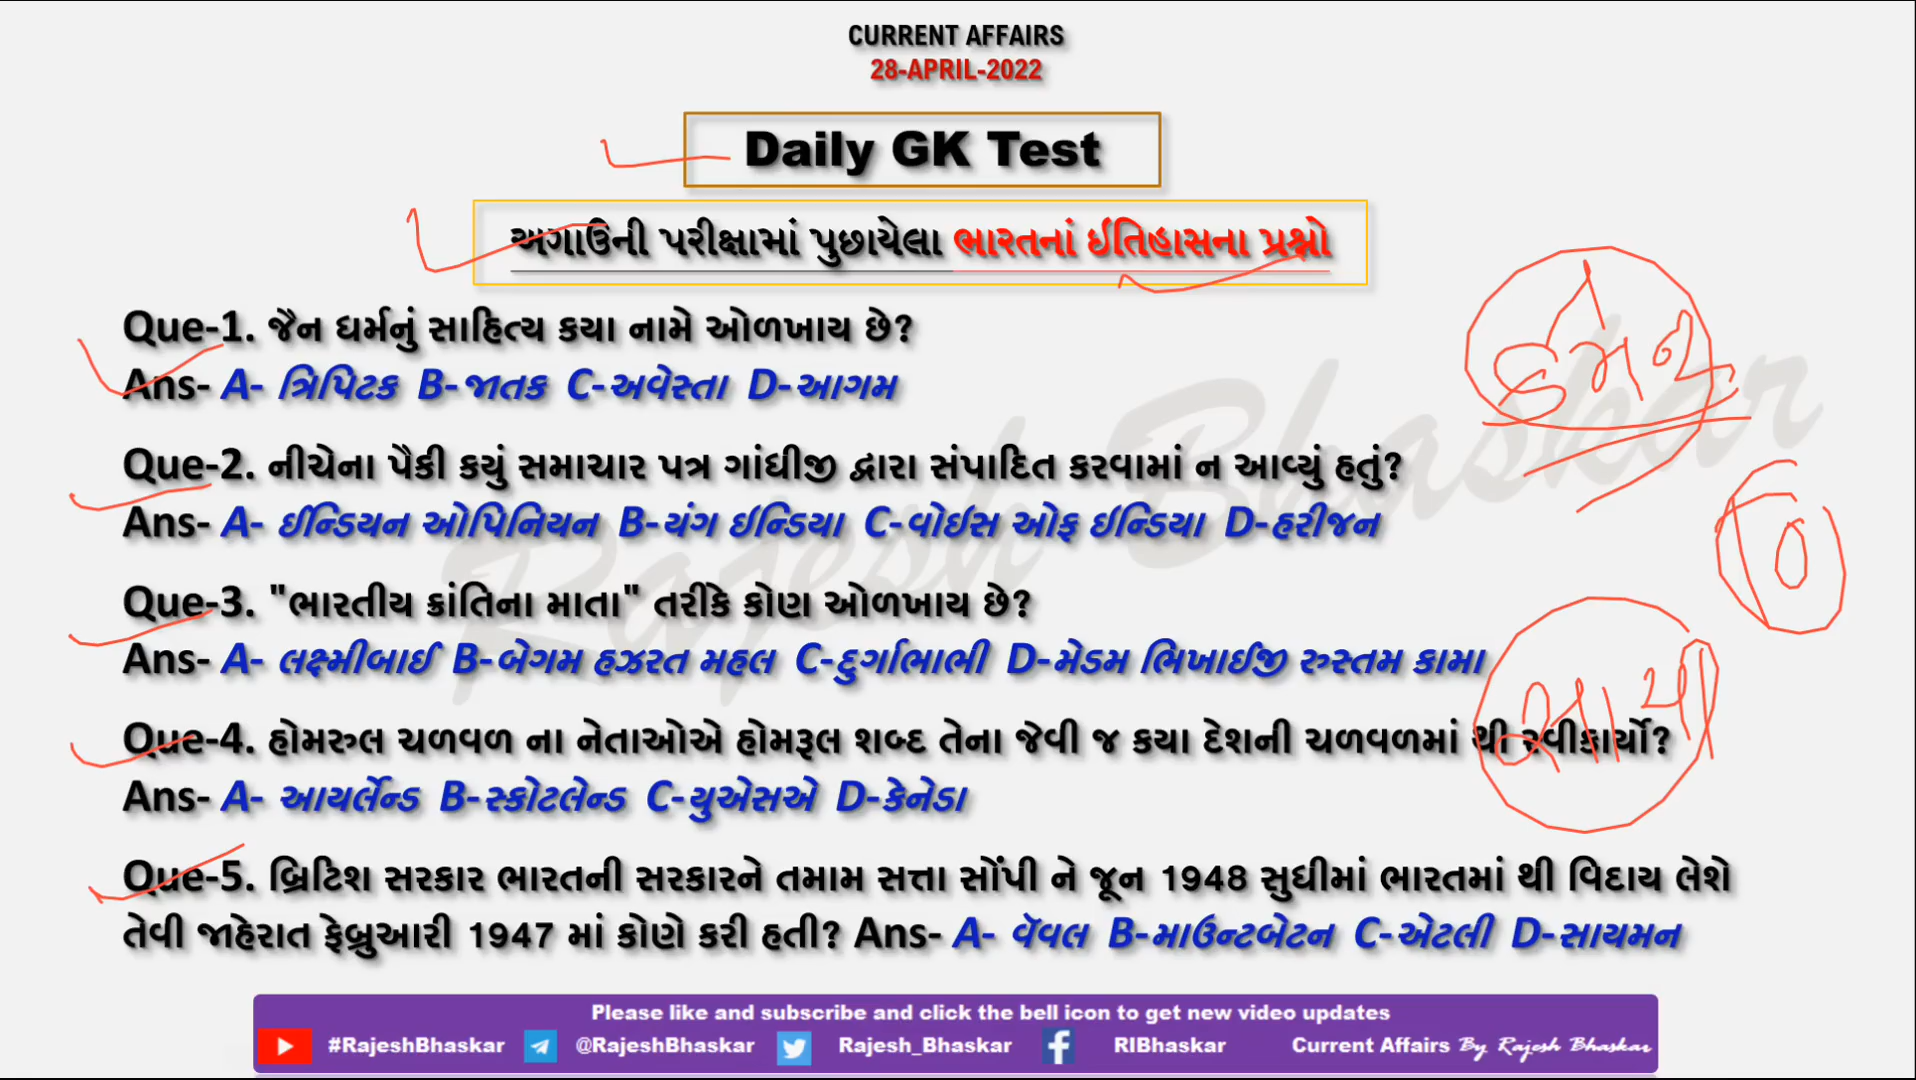 CURRENT AFFAIRS
28-APRIL-2022
Daily GK Test
અગાઉની પરીક્ષામાં પુછાયેલા ભારતનાં ઈતિહાસના પ્રશ્નો
Que-1. જૈન ધર્મનું સાહિત્ય કયા નામે ઓળખાય છે?
Ans- A- ત્રિપિટક B-જાતક C-અવેસ્તા D-આગમ
Que-2. નીચેના પૈકી કયું સમાચાર પત્ર ગાંધીજી દ્વારા સંપાદિત કરવામાં ન આવ્યું હતું?
Ans- A- ઈન્ડિયન ઓપિનિયન B-યંગ ઇન્ડિયા C-વોઇસ ઓફ ઇન્ડિયા D-હરીજન
Que-3. "ભારતીય ક્રાંતિના માતા" તરીકે કોણ ઓળખાય છે?
Ans- A- લક્ષ્મીબાઈ B-બેગમ હઝરત મહલ C-દુર્ગાભાભી D-મેડમ ભિખાઈજી રુસ્તમ કામા
Que-4. હોમરુલ ચળવળ ના નેતાઓએ હોમરૂલ શબ્દ તેના જેવી જ કયા દેશની ચળવળમાં થી સ્વીકાર્યો?
Ans- A- આયર્લેન્ડ B-સ્કોટલેન્ડ C-યુએસએ D-કેનેડા
Que-5. બ્રિટિશ સરકાર ભારતની સરકારને તમામ સત્તા સોંપી ને જૂન 1948 સુધીમાં ભારતમાં થી વિદાય લેશે
તેવી જાહેરાત ફેબ્રુઆરી 1947 માં કોણે કરી હતી? Ans- A- વૅવલ B-માઉન્ટબેટન C-એટલી D-સાયમન
Rajesh Bhaskar
Please like and subscribe and click the bell icon to get new video updates
#RajeshBhaskar @RajeshBhaskar Rajesh_Bhaskar RIBhaskar Current Affairs By Rajesh Bhaskar